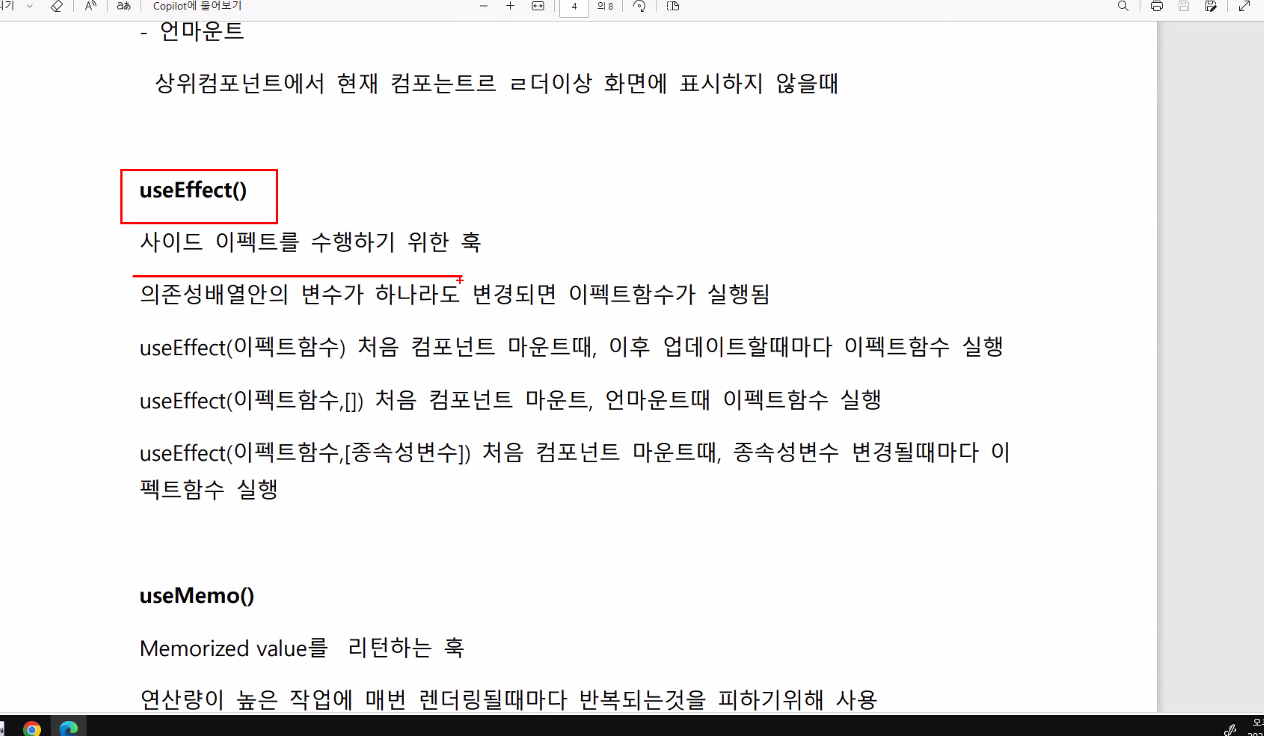 Copilot에 물어보기
4
의 8
- 언마운트
상위컴포넌트에서 현재 컴포는트르 ㄹ더이상 화면에 표시하지 않을때
useEffect()
사이드 이펙트를 수행하기 위한 훅
의존성배열안의 변수가 하나라도 변경되면 이펙트함수가 실행됨
useEffect(이펙트함수) 처음 컴포넌트 마운트때, 이후 업데이트할때마다 이펙트함수 실행
useEffect(이펙트함수,[]) 처음 컴포넌트 마운트, 언마운트때 이펙트함수 실행
useEffect(이펙트함수,[종속성변수]) 처음 컴포넌트 마운트때, 종속성변수 변경될때마다 이
펙트함수 실행
useMemo()
Memorized value를 리턴하는 훅
연산량이 높은 작업에 매번 렌더링될때마다 반복되는것을 피하기위해 사용